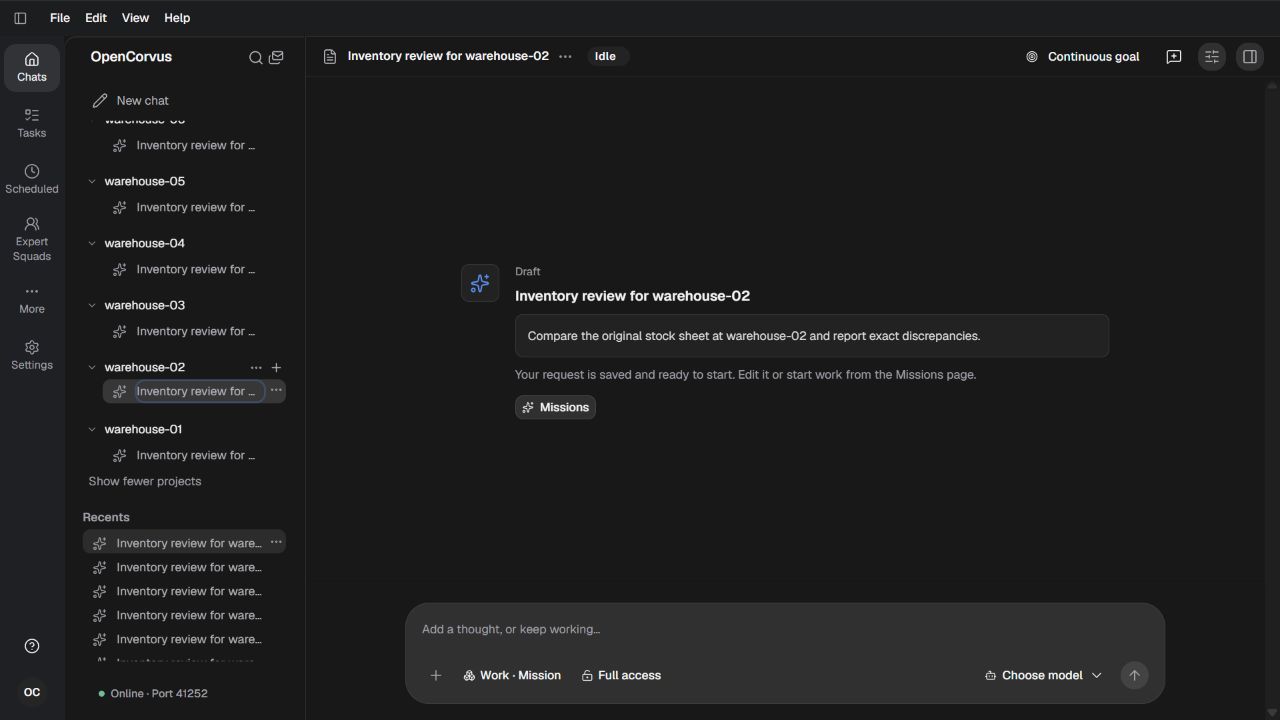 File Edit View Help
OpenCorvus
Inventory review for warehouse-02 ··· Idle
Continuous goal
Chats
New chat
Tasks
Inventory review for ...
Scheduled
warehouse-05
Inventory review for ...
Expert
Squads
warehouse-04
Inventory review for ...
More
warehouse-03
Inventory review for ...
Settings
warehouse-02
Inventory review for ...
warehouse-01
Inventory review for ...
Show fewer projects
Recents
Inventory review for ware...
Inventory review for ware...
Inventory review for ware...
Inventory review for ware...
Inventory review for ware...
OC
Online · Port 41252
Draft
Inventory review for warehouse-02
Compare the original stock sheet at warehouse-02 and report exact discrepancies.
Your request is saved and ready to start. Edit it or start work from the Missions page.
Missions
Add a thought, or keep working...
Work · Mission
Full access
Choose model